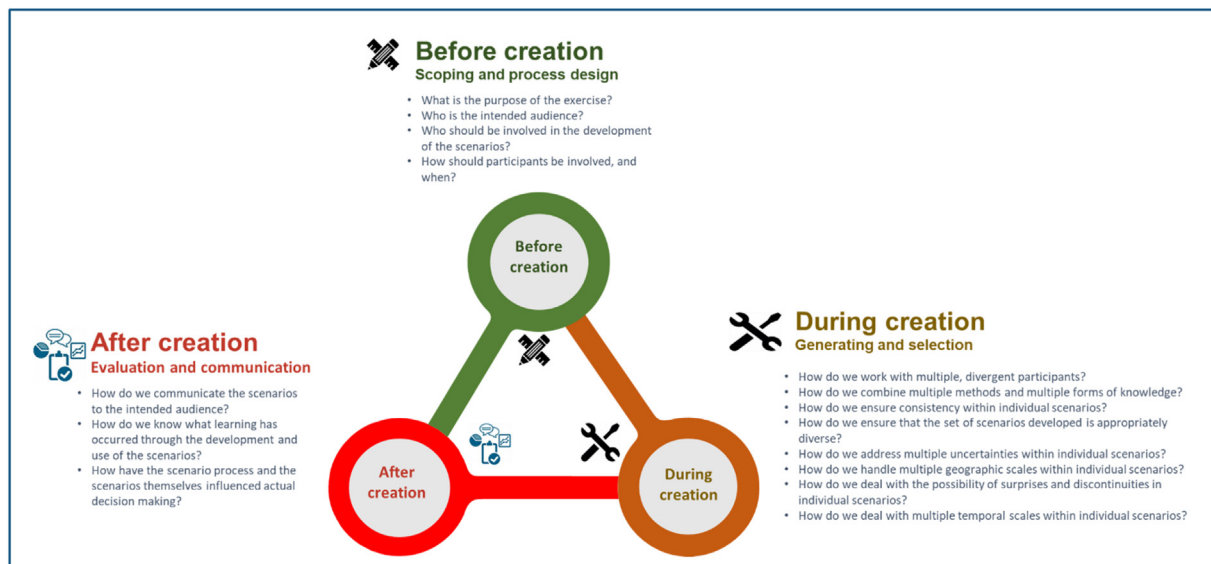 Before creation
Scoping and process design
• What is the purpose of the exercise?
• Who is the intended audience?
• Who should be involved in the development
of the scenarios?
• How should participants be involved, and
when?
Before
creation
After creation
Evaluation and communication
• How do we communicate the scenarios
to the intended audience?
• How do we know what learning has
occurred through the development and
use of the scenarios?
• How have the scenario process and the
scenarios themselves influenced actual
decision making?
During creation
Generating and selection
• How do we work with multiple, divergent participants?
• How do we combine multiple methods and multiple forms of knowledge?
• How do we ensure consistency within individual scenarios?
• How do we ensure that the set of scenarios developed is appropriately
diverse?
• How do we address multiple uncertainties within individual scenarios?
• How do we handle multiple geographic scales within individual scenarios?
• How do we deal with the possibility of surprises and discontinuities in
individual scenarios?
• How do we deal with multiple temporal scales within individual scenarios?
After
creation
During
creation